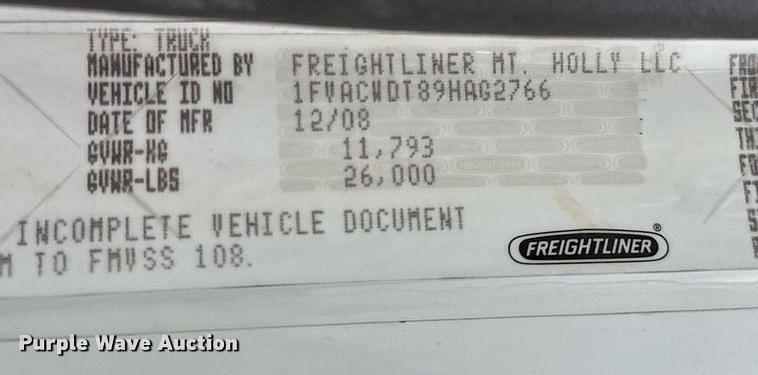 TYPE: TRUCK
MANUFACTURED BY FREIGHTLINER MT. HOLLY LLC
VEHICLE ID NO 1FVACWDT89HAG2766
DATE OF MFR 12/08
GVWR-KG 11,793
GVWR-LBS 26,000
INCOMPLETE VEHICLE DOCUMENT
TO FMVSS 108.
FREIGHTLINER®
Purple Wave Auction